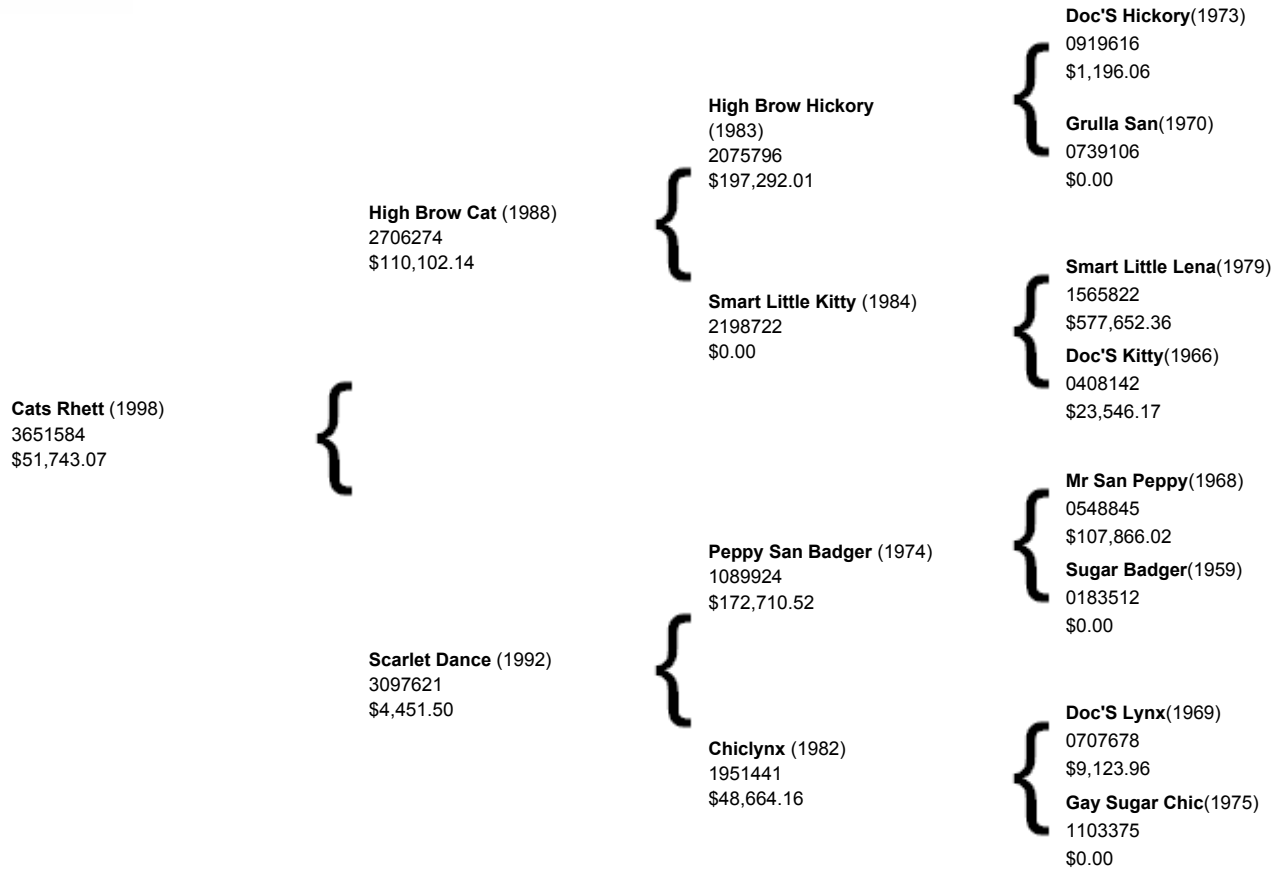 Cats Rhett (1998)
3651584
$51,743.07
High Brow Cat (1988)
2706274
$110,102.14
Scarlet Dance (1992)
3097621
$4,451.50
High Brow Hickory
(1983)
2075796
$197,292.01
Smart Little Kitty (1984)
2198722
$0.00
Peppy San Badger (1974)
1089924
$172,710.52
Chiclynx (1982)
1951441
$48,664.16
Doc'S Hickory(1973)
0919616
$1,196.06
Grulla San(1970)
0739106
$0.00
Smart Little Lena(1979)
1565822
$577,652.36
Doc'S Kitty(1966)
0408142
$23,546.17
Mr San Peppy(1968)
0548845
$107,866.02
Sugar Badger(1959)
0183512
$0.00
Doc'S Lynx(1969)
0707678
$9,123.96
Gay Sugar Chic(1975)
1103375
$0.00